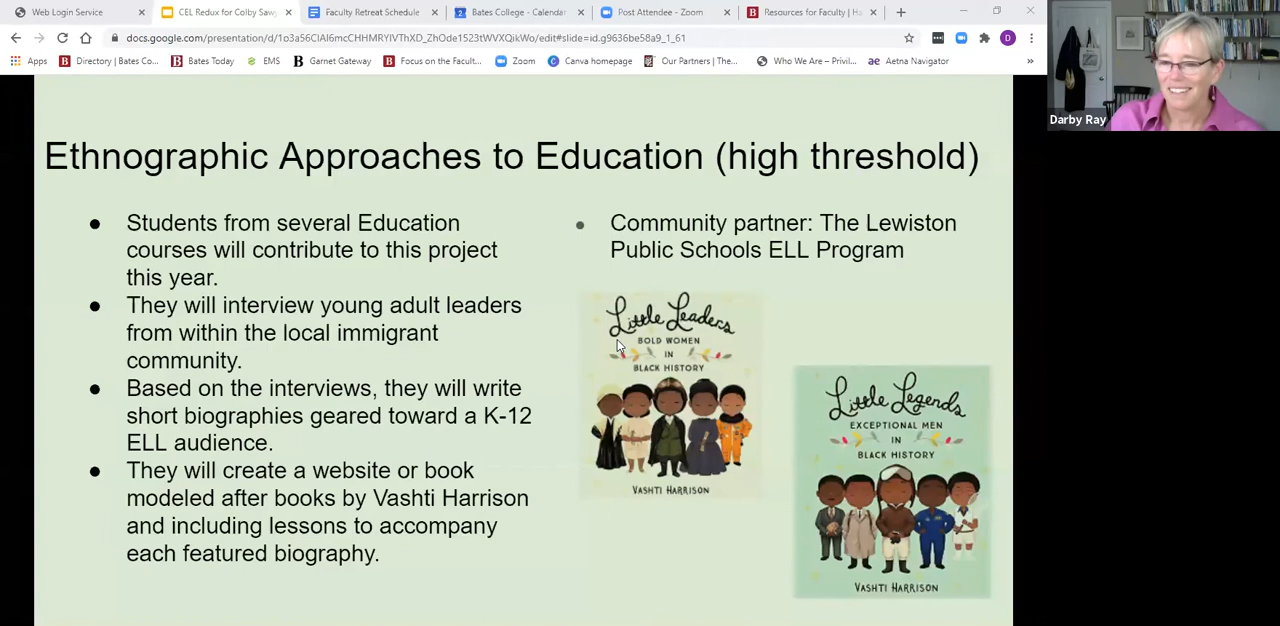 Web Login Service
CEL Redux for Colby Sawy
Faculty Retreat Schedule
Bates College - Calendar
Post Attendee - Zoom
Resources for Faculty | Ha
docs.google.com/presentation/d/
Apps
Directory | Bates Co...
Bates Today
EMS
Garnet Gateway
Focus on the Facult...
Zoom
Canva homepage
Our Partners | The...
Who We Are – Privil...
Aetna Navigator
Darby Ray
Ethnographic Approaches to Education (high threshold)
● Students from several Education
courses will contribute to this project
this year.
● They will interview young adult leaders
from within the local immigrant
community.
● Based on the interviews, they will write
short biographies geared toward a K-12
ELL audience.
● They will create a website or book
modeled after books by Vashti Harrison
and including lessons to accompany
each featured biography.
● Community partner: The Lewiston
Public Schools ELL Program
Little Leaders
BOLD WOMEN
IN
BLACK HISTORY
VASHTI HARRISON
Little Legends
EXCEPTIONAL MEN
IN
BLACK HISTORY
VASHTI HARRISON